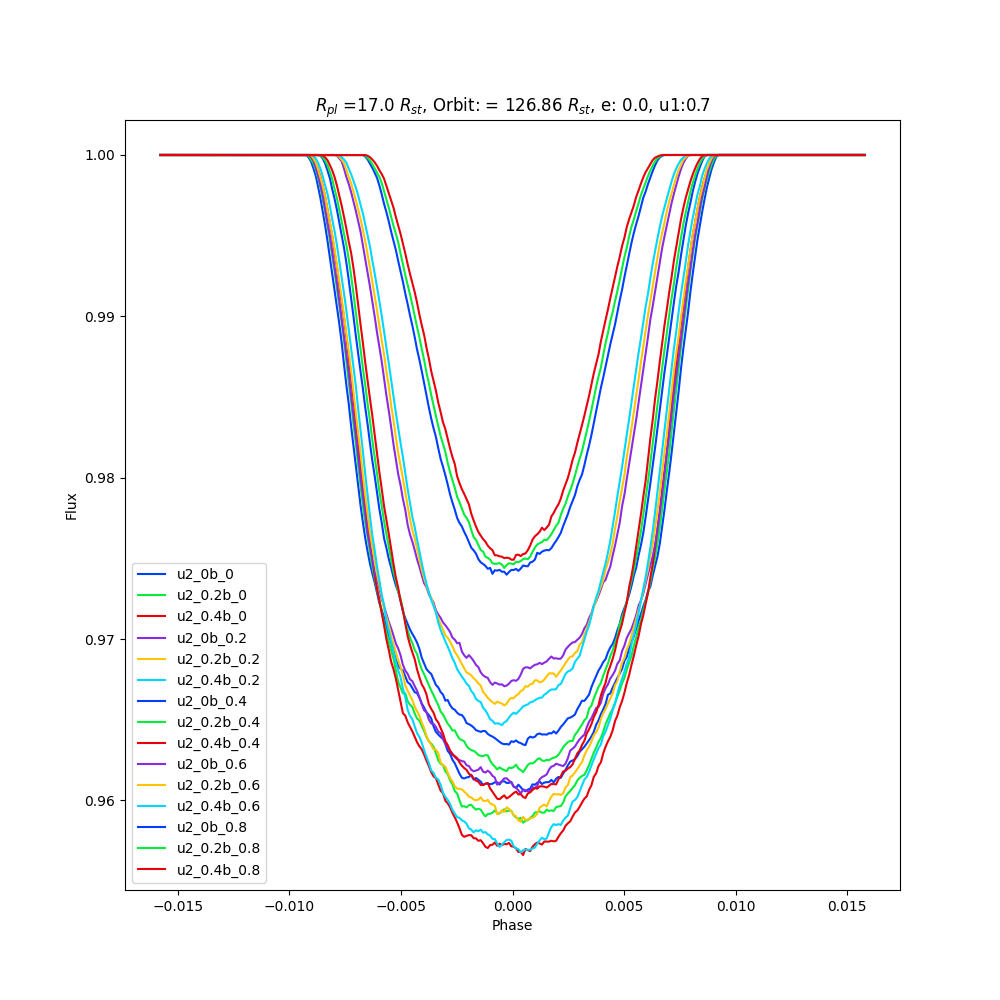 R_pl =17.0 R_st, Orbit: = 126.86 R_st, e: 0.0, u1:0.7
1.00
0.99
0.98
0.97
0.96
Flux
u2_0b_0
u2_0.2b_0
u2_0.4b_0
u2_0b_0.2
u2_0.2b_0.2
u2_0.4b_0.2
u2_0b_0.4
u2_0.2b_0.4
u2_0.4b_0.4
u2_0b_0.6
u2_0.2b_0.6
u2_0.4b_0.6
u2_0b_0.8
u2_0.2b_0.8
u2_0.4b_0.8
−0.015 −0.010 −0.005 0.000 0.005 0.010 0.015
Phase